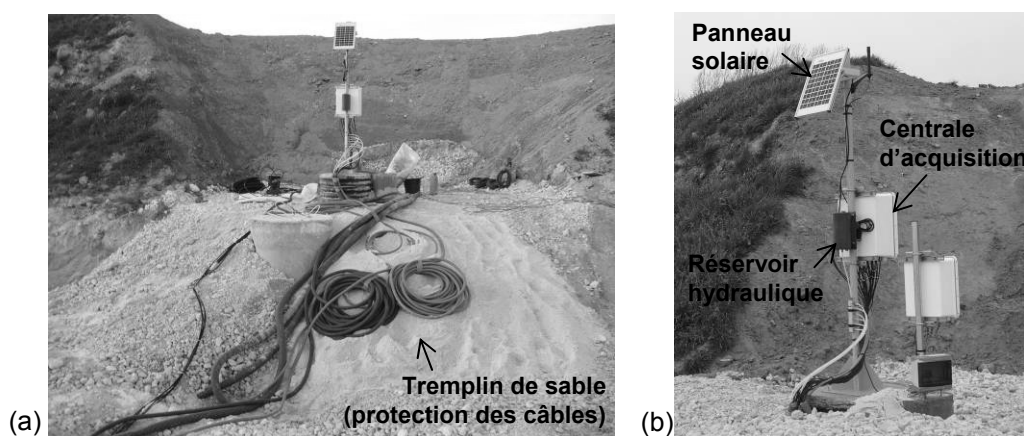 (a)
Tremplin de sable
(protection des câbles)
(b)
Panneau
solaire
Centrale
d'acquisition
Réservoir
hydraulique